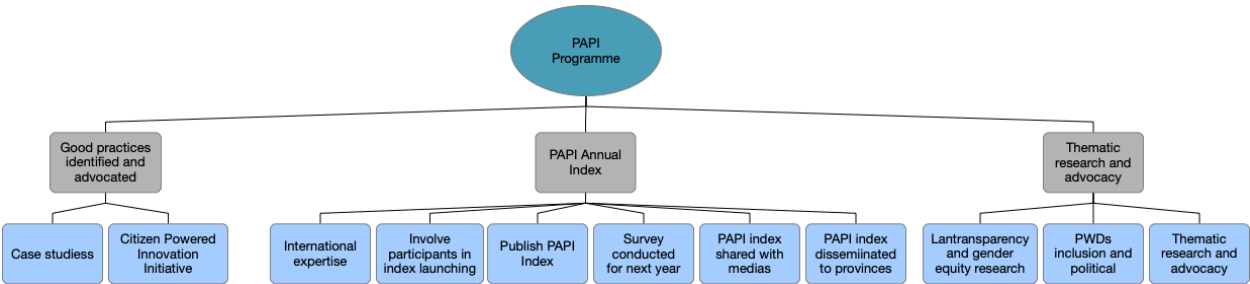 PAPI
Programme
Good practices
identified and
advocated
PAPI Annual
Index
Thematic
research and
advocacy
Case studiess
Citizen Powered
Innovation
Initiative
International
expertise
Involve
participants in
index launching
Publish PAPI
Index
Survey
conducted
for next year
PAPI index
shared with
medias
PAPI index
dissemiinated
to provinces
Lantransparency
and gender
equity research
PWDs
inclusion and
political
Thematic
research and
advocacy